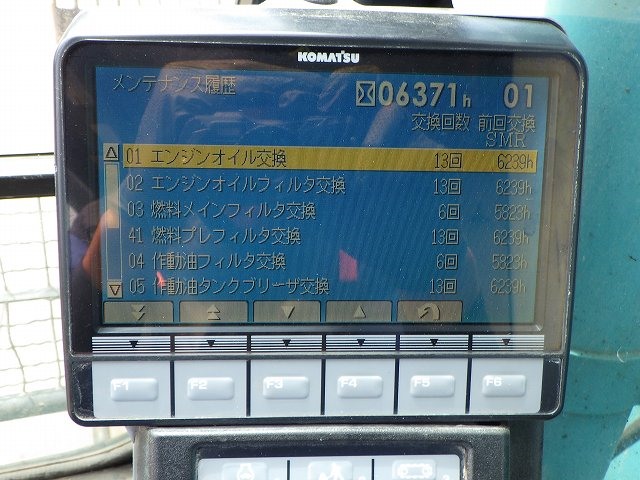 KOMATSU
メンテナンス履歴 06371h 01
交換回数 前回交換
SMR
01 エンジンオイル交換 13回 6239h
02 エンジンオイルフィルタ交換 13回 6239h
03 燃料メインフィルタ交換 6回 5823h
41 燃料プレフィルタ交換 13回 6239h
04 作動油フィルタ交換 6回 5323h
05 作動油タンクブリーザ交換 13回 6239h
F1 F2 F3 F4 F5 F6